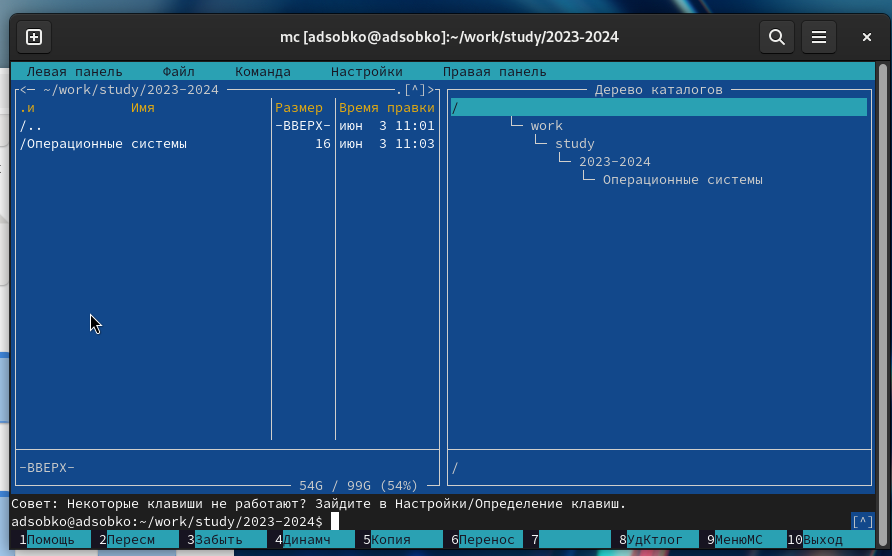 mc [adsobko@adsobko]:~/work/study/2023-2024
Левая панель Файл Команда Настройки Правая панель
<— ~/work/study/2023-2024 .[^]>
Дерево каталогов
.и Имя Размер Время правки
/.. -ВВЕРХ- июн 3 11:01
/Операционные системы 16 июн 3 11:03
/
work
study
2023-2024
Операционные системы
-ВВЕРХ-
54G / 99G (54%)
/
Совет: Некоторые клавиши не работают? Зайдите в Настройки/Определение клавиш.
adsobko@adsobko:~/work/study/2023-2024$ [^]
1Помощь 2Пересм 3Забыть 4Динамч 5Копия 6Перенос 7 8УдКтлог 9МенюMC 10Выход